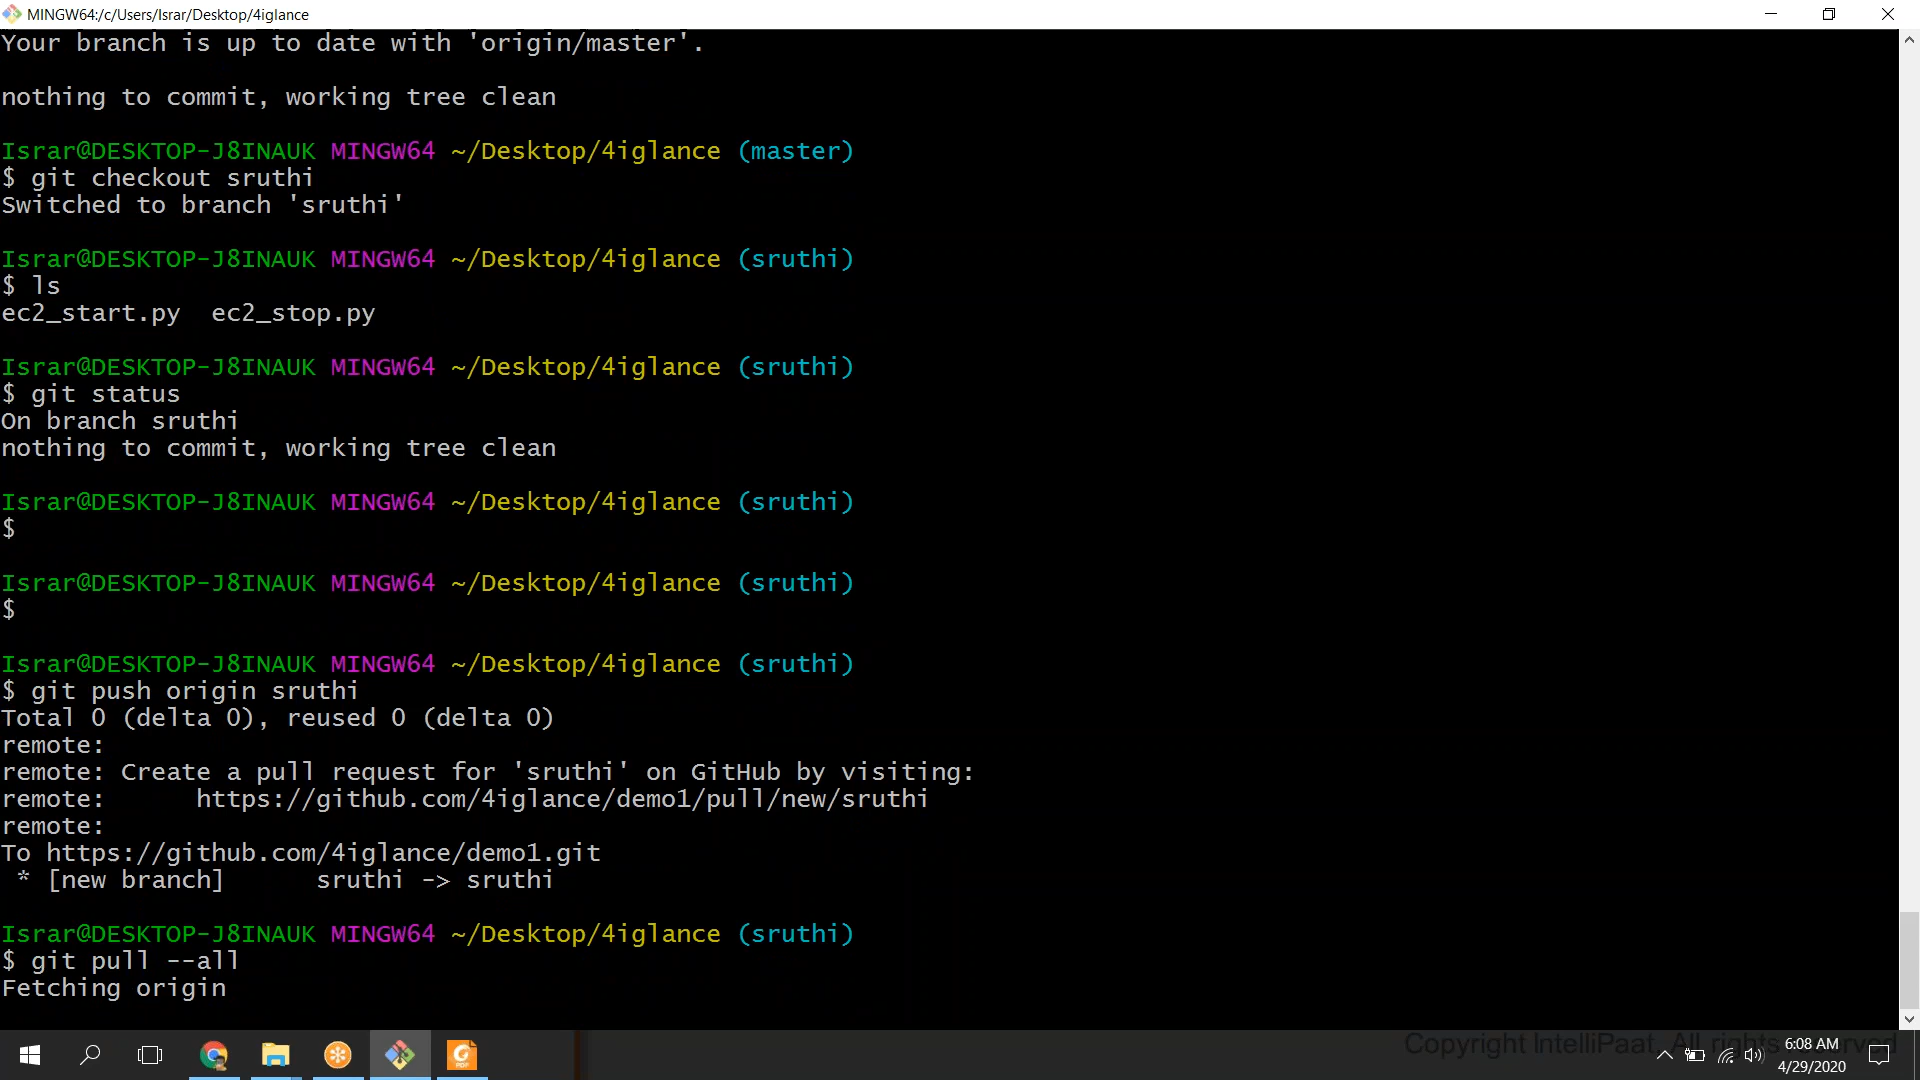 MINGW64:/c/Users/Israr/Desktop/4iglance
Your branch is up to date with 'origin/master'.
nothing to commit, working tree clean
Israr@DESKTOP-J8INAUK MINGW64 ~/Desktop/4iglance (master)
$ git checkout sruthi
Switched to branch 'sruthi'
Israr@DESKTOP-J8INAUK MINGW64 ~/Desktop/4iglance (sruthi)
$ ls
ec2_start.py  ec2_stop.py
Israr@DESKTOP-J8INAUK MINGW64 ~/Desktop/4iglance (sruthi)
$ git status
On branch sruthi
nothing to commit, working tree clean
Israr@DESKTOP-J8INAUK MINGW64 ~/Desktop/4iglance (sruthi)
$
Israr@DESKTOP-J8INAUK MINGW64 ~/Desktop/4iglance (sruthi)
$
Israr@DESKTOP-J8INAUK MINGW64 ~/Desktop/4iglance (sruthi)
$ git push origin sruthi
Total 0 (delta 0), reused 0 (delta 0)
remote:
remote: Create a pull request for 'sruthi' on GitHub by visiting:
remote:      https://github.com/4iglance/demo1/pull/new/sruthi
remote:
To https://github.com/4iglance/demo1.git
 * [new branch]      sruthi -> sruthi
Israr@DESKTOP-J8INAUK MINGW64 ~/Desktop/4iglance (sruthi)
$ git pull --all
Fetching origin
Copyright IntelliPaat. All rights reserved
6:08 AM
4/29/2020